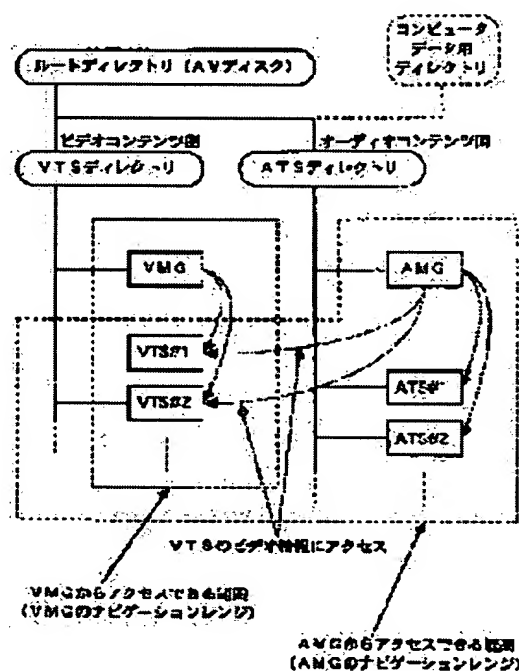 コンピュータ
データ用
ディレクトリ
ルートディレクトリ (AVディスク)
ビデオコンテンツ用
オーディオコンテンツ用
VTSディレクトリ
ATSディレクトリ
VMG
AMG
VTS#1
VTS#2
ATS#1
ATS#2
VTSのビデオ情報にアクセス
VMGからアクセスできる範囲
(VMGのナビゲーションレンジ)
AMGからアクセスできる範囲
(AMGのナビゲーションレンジ)